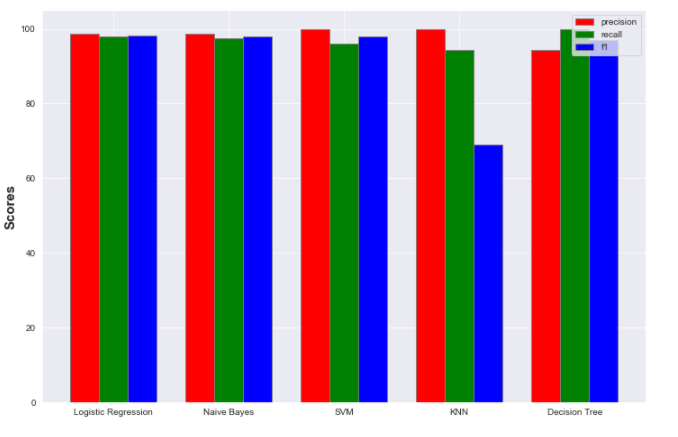 precision
recall
f1
100
80
60
40
20
0
Scores
Logistic Regression
Naive Bayes
SVM
KNN
Decision Tree